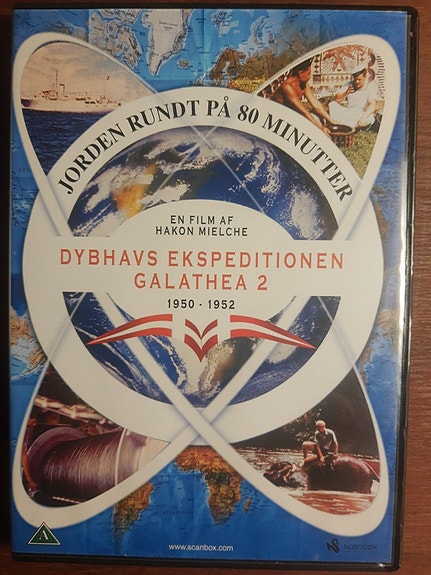 JORDEN RUNDT PÅ 80 MINUTTER
EN FILM AF
HAKON MIELCHE
DYBHAVS EKSPEDITIONEN
GALATHEA 2
1950 - 1952
A
www.scanbox.com
scanbox